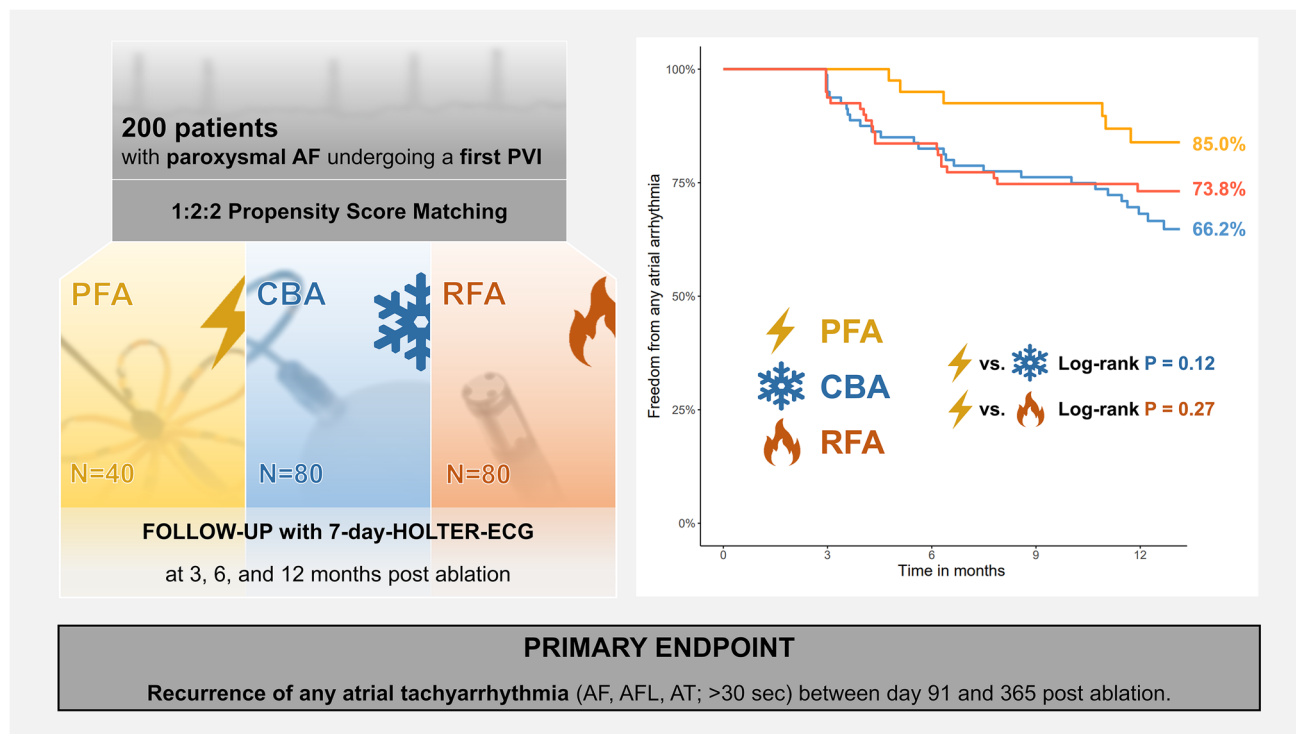 200 patients
with paroxysmal AF undergoing a first PVI
1:2:2 Propensity Score Matching
PFA
CBA
RFA
N=40
N=80
N=80
FOLLOW-UP with 7-day-HOLTER-ECG
at 3, 6, and 12 months post ablation
Freedom from any atrial arrhythmia
100%
75%
50%
25%
0%
85.0%
73.8%
66.2%
PFA
CBA
RFA
vs. Log-rank P = 0.12
vs. Log-rank P = 0.27
0 3 6 9 12
Time in months
PRIMARY ENDPOINT
Recurrence of any atrial tachyarrhythmia (AF, AFL, AT; >30 sec) between day 91 and 365 post ablation.